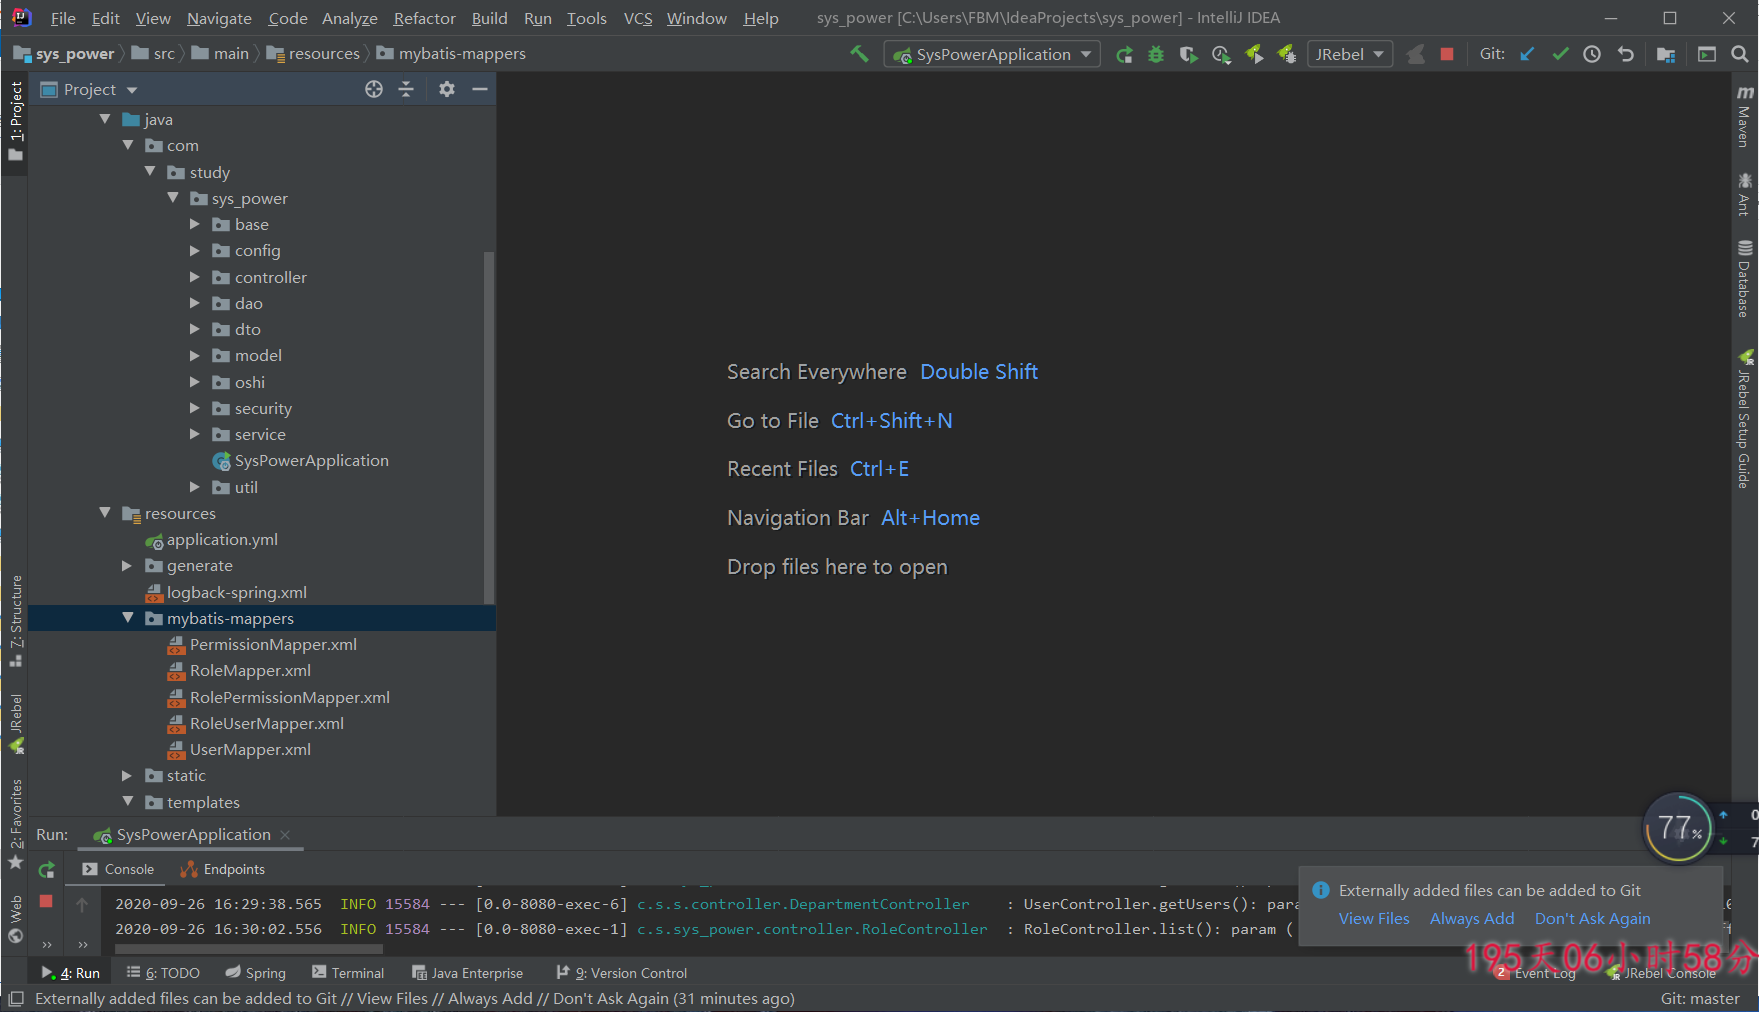 File Edit View Navigate Code Analyze Refactor Build Run Tools VCS Window Help sys_power [C:\Users\FBM\IdeaProjects\sys_power] - IntelliJ IDEA
sys_power src main resources mybatis-mappers SysPowerApplication JRebel Git:
1: Project
7: Structure
JRebel
2: Favorites
Web
Project
java
com
study
sys_power
base
config
controller
dao
dto
model
oshi
security
service
SysPowerApplication
util
resources
application.yml
generate
logback-spring.xml
mybatis-mappers
PermissionMapper.xml
RoleMapper.xml
RolePermissionMapper.xml
RoleUserMapper.xml
UserMapper.xml
static
templates
Search Everywhere Double Shift
Go to File Ctrl+Shift+N
Recent Files Ctrl+E
Navigation Bar Alt+Home
Drop files here to open
Maven
Ant
Database
JRebel Setup Guide
77%
0
7
Run: SysPowerApplication
Console Endpoints
2020-09-26 16:29:38.565 INFO 15584 --- [0.0-8080-exec-6] c.s.s.controller.DepartmentController : UserController.getUsers(): para
2020-09-26 16:30:02.556 INFO 15584 --- [0.0-8080-exec-1] c.s.sys_power.controller.RoleController : RoleController.list(): param (
Externally added files can be added to Git
View Files Always Add Don't Ask Again
195天06小时58分
4: Run 6: TODO Spring Terminal Java Enterprise 9: Version Control 2 Event Log JRebel Console
Externally added files can be added to Git // View Files // Always Add // Don't Ask Again (31 minutes ago) Git: master